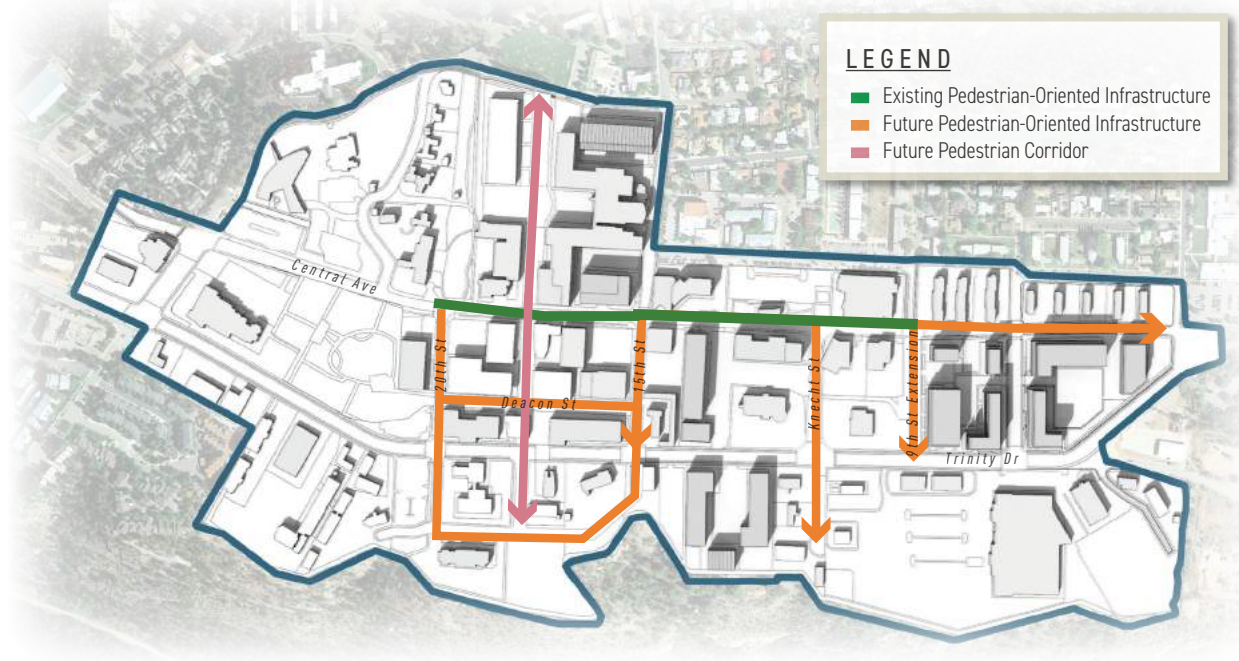 LEGEND
Existing Pedestrian-Oriented Infrastructure
Future Pedestrian-Oriented Infrastructure
Future Pedestrian Corridor
Central Ave
20th St
15th St
Deacon St
Knecht St
9th St Extension
Trinity Dr